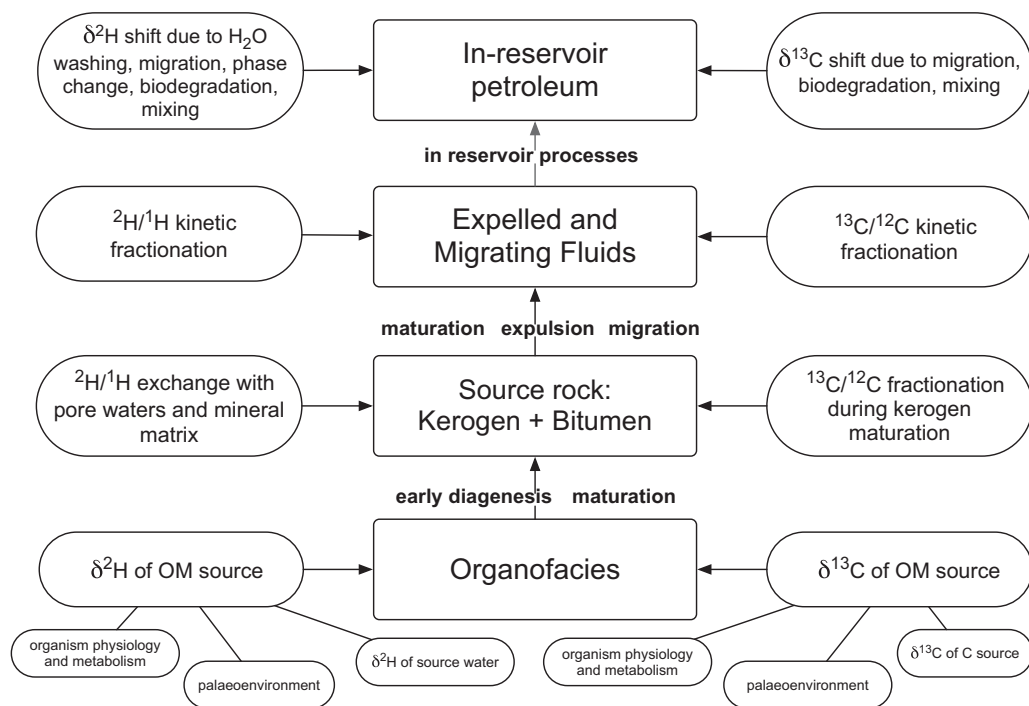 δ²H shift due to H₂O
washing, migration, phase
change, biodegradation,
mixing
In-reservoir
petroleum
δ¹³C shift due to migration,
biodegradation, mixing
in reservoir processes
²H/¹H kinetic
fractionation
Expelled and
Migrating Fluids
¹³C/¹²C kinetic
fractionation
maturation expulsion migration
²H/¹H exchange with
pore waters and mineral
matrix
Source rock:
Kerogen + Bitumen
¹³C/¹²C fractionation
during kerogen
maturation
early diagenesis maturation
δ²H of OM source
Organofacies
δ¹³C of OM source
organism physiology
and metabolism
palaeoenvironment
δ²H of source water
organism physiology
and metabolism
palaeoenvironment
δ¹³C of C source